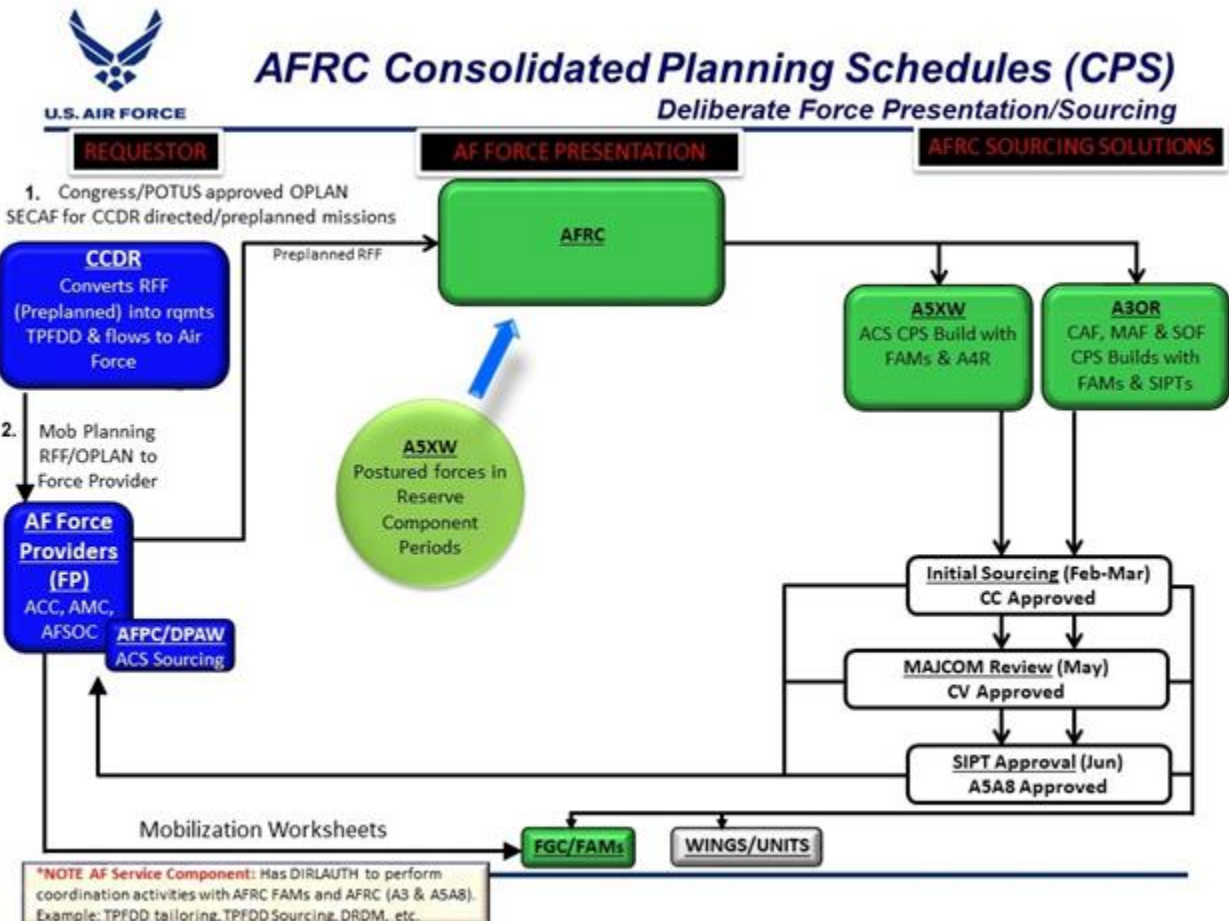 U.S. AIR FORCE
AFRC Consolidated Planning Schedules (CPS)
Deliberate Force Presentation/Sourcing
REQUESTOR
AF FORCE PRESENTATION
AFRC SOURCING SOLUTIONS
1. Congress/POTUS approved OPLAN
SECAF for CCDR directed/preplanned missions
Preplanned RFF
CCDR
Converts RFF
(Preplanned) into rqmts
TPFDD & flows to Air
Force
AFRC
A5XW
ACS CPS Build with
FAMs & A4R
A3OR
CAF, MAF & SOF
CPS Builds with
FAMs & SIPTs
2. Mob Planning
RFF/OPLAN to
Force Provider
A5XW
Postured forces in
Reserve
Component
Periods
AF Force
Providers
(FP)
ACC, AMC,
AFSOC
AFPC/DPAW
ACS Sourcing
Initial Sourcing (Feb-Mar)
CC Approved
MAJCOM Review (May)
CV Approved
SIPT Approval (Jun)
A5A8 Approved
Mobilization Worksheets
FGC/FAMs
WINGS/UNITS
*NOTE AF Service Component: Has DIRLAUTH to perform
coordination activities with AFRC FAMs and AFRC (A3 & A5A8).
Example: TPFDD tailoring, TPFDD Sourcing, DRDM, etc.